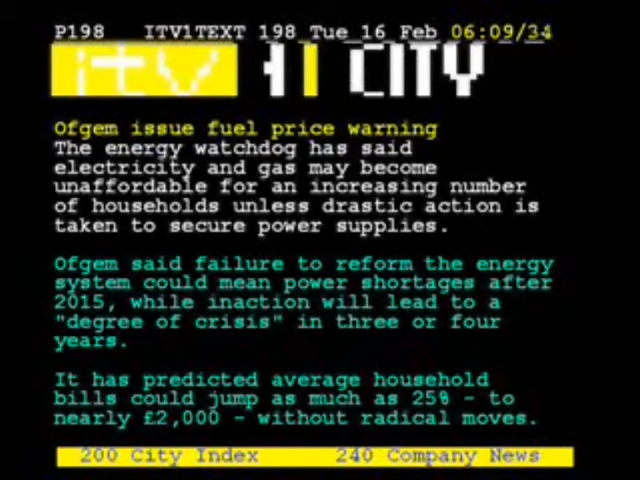 P198 ITV1TEXT 198 Tue 16 Feb 06:09/34
itv 1 CITY
Ofgem issue fuel price warning
The energy watchdog has said
electricity and gas may become
unaffordable for an increasing number
of households unless drastic action is
taken to secure power supplies.
Ofgem said failure to reform the energy
system could mean power shortages after
2015, while inaction will lead to a
"degree of crisis" in three or four
years.
It has predicted average household
bills could jump as much as 25% - to
nearly £2,000 - without radical moves.
200 City Index 240 Company News